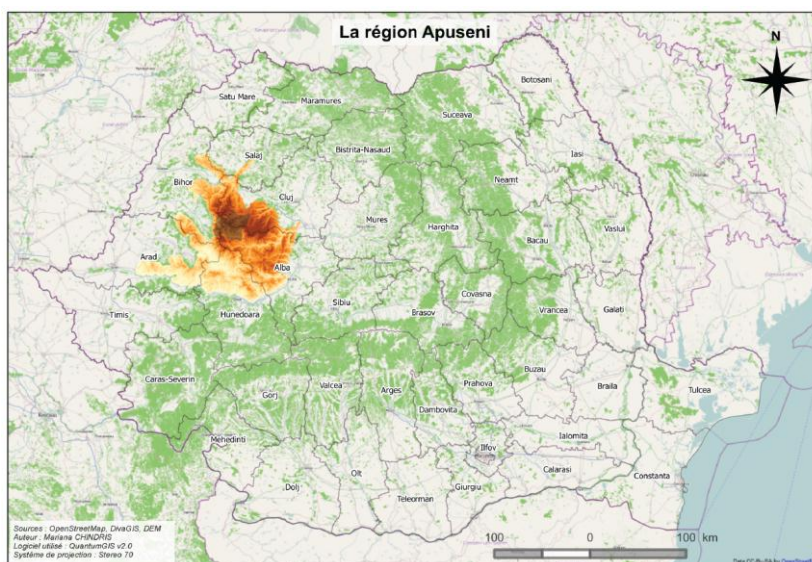 La région Apuseni
N
Botosani
Satu Mare
Maramures
Suceava
Salaj
Bistrita-Nasaud
Iasi
Bihor
Neamt
Cluj
Mures
Harghita
Vaslui
Bacau
Arad
Alba
Covasna
Sibiu
Brasov
Vrancea
Galati
Timis
Hunedoara
Buzau
Caras-Severin
Gorj
Valcea
Arges
Prahova
Braila
Tulcea
Dambovita
Mehedinti
Ilfov
Ialomita
Olt
Calarasi
Constanta
Dolj
Giurgiu
Teleorman
Sources : OpenStreetMap, DivaGIS, DEM
Auteur : Mariana CHINDRIS
Logiciel utilisé : QuantumGIS v2.0
Système de projection : Stereo 70
100 0 100 km